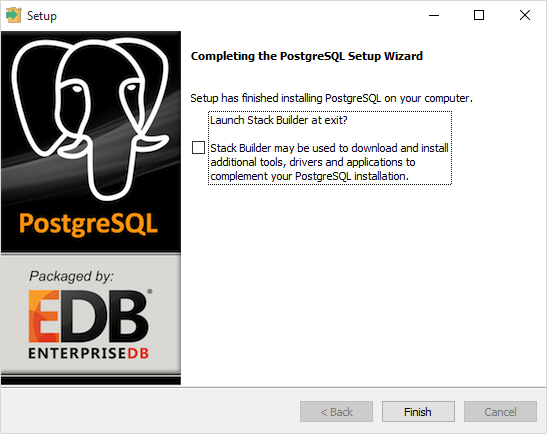 Setup
Completing the PostgreSQL Setup Wizard
Setup has finished installing PostgreSQL on your computer.
Launch Stack Builder at exit?
Stack Builder may be used to download and install
additional tools, drivers and applications to
complement your PostgreSQL installation.
PostgreSQL
Packaged by:
EDB®
ENTERPRISEDB
< Back
Finish
Cancel